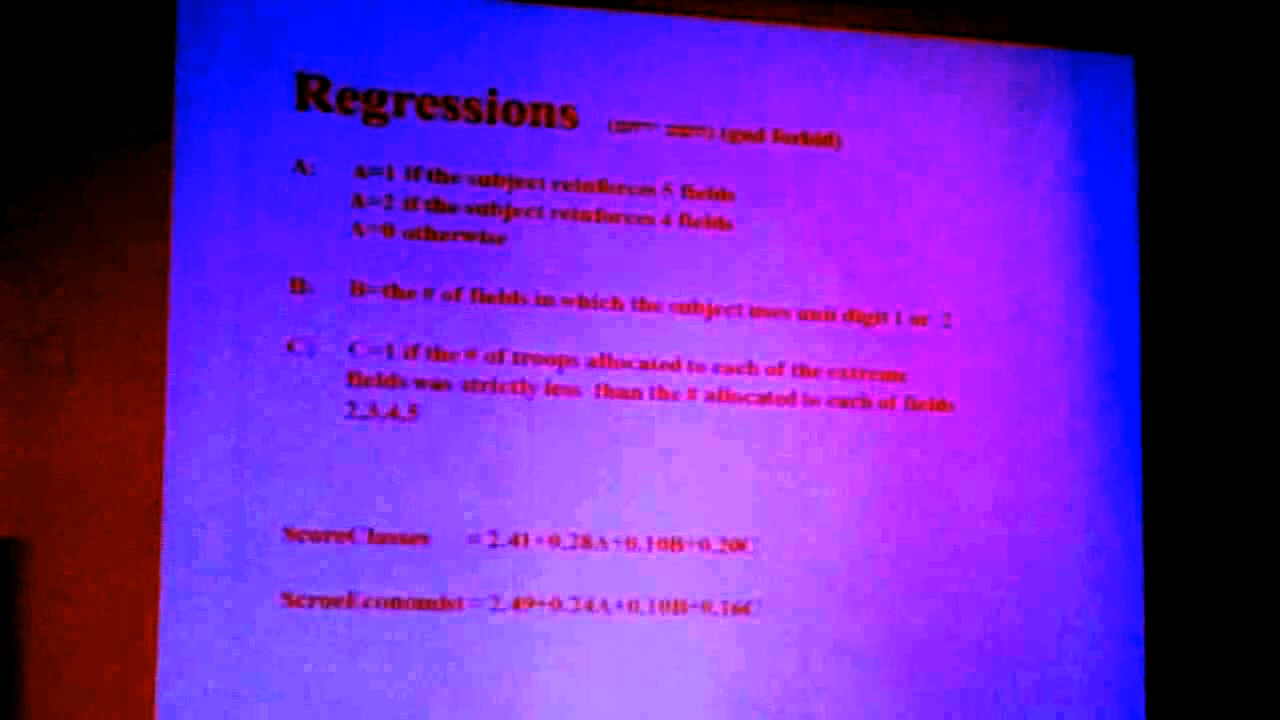 Regressions (god forbid)
A: A=1 if the subject reinforces 5 fields
A=2 if the subject reinforces 4 fields
A=0 otherwise
B: B=the # of fields in which the subject uses unit digit 1 or 2
C: C=1 if the # of troops allocated to each of the extreme
fields was strictly less than the # allocated to each of fields
2,3,4,5
ScoreClasses = 2.41+0.28A+0.10B+0.20C
ScroeEconomist = 2.49+0.24A+0.10B+0.16C